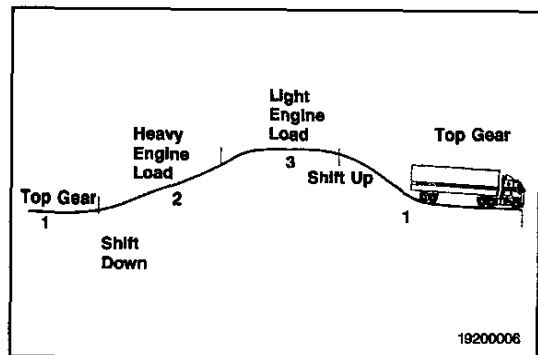 Light
Engine
Load
Heavy
Engine
Load
Top Gear
3
Shift Up
Top Gear
1
2
1
Shift
Down
19200006